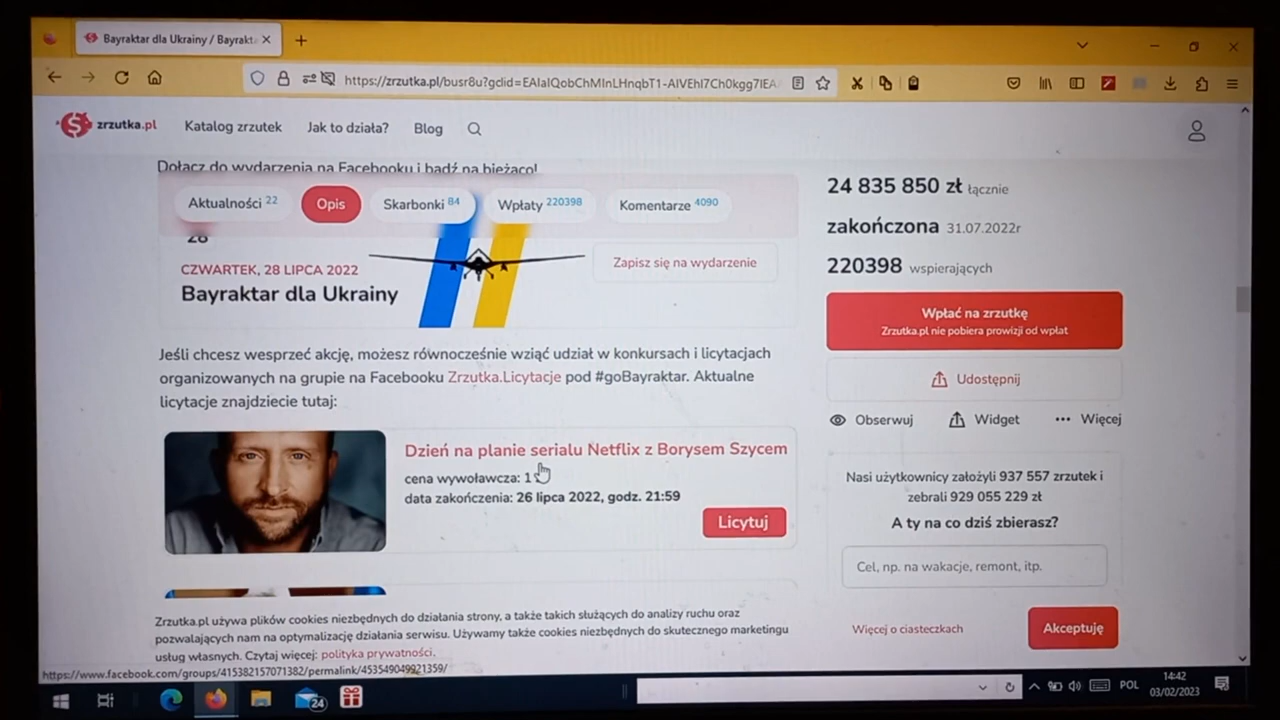 Bayraktar dla Ukrainy / Bayrakt
https://zrzutka.pl/busr8u?gclid=EAIaIQobChMInLHnqbT1-AIVEhl7Ch0kgg7IEA
zrzutka.pl
Katalog zrzutek
Jak to działa?
Blog
Dołącz do wydarzenia na Facebooku i bądź na bieżąco!
Aktualności 22
Opis
Skarbonki 84
Wpłaty 220398
Komentarze 4090
28
CZWARTEK, 28 LIPCA 2022
Bayraktar dla Ukrainy
Zapisz się na wydarzenie
Jeśli chcesz wesprzeć akcję, możesz równocześnie wziąć udział w konkursach i licytacjach
organizowanych na grupie na Facebooku Zrzutka.Licytacje pod #goBayraktar. Aktualne
licytacje znajdziecie tutaj:
Dzień na planie serialu Netflix z Borysem Szycem
cena wywoławcza: 1
data zakończenia: 26 lipca 2022, godz. 21:59
Licytuj
24 835 850 zł łącznie
zakończona 31.07.2022r
220398 wspierających
Wpłać na zrzutkę
Zrzutka.pl nie pobiera prowizji od wpłat
Udostępnij
Obserwuj
Widget
Więcej
Nasi użytkownicy założyli 937 557 zrzutek i
zebrali 929 055 229 zł
A ty na co dziś zbierasz?
Cel, np. na wakacje, remont, itp.
Zrzutka.pl używa plików cookies niezbędnych do działania strony, a także takich służących do analizy ruchu oraz
pozwalających nam na optymalizację działania serwisu. Używamy także cookies niezbędnych do skutecznego marketingu
usług własnych. Czytaj więcej: polityka prywatności.
Więcej o ciasteczkach
Akceptuję
https://www.facebook.com/groups/415382157071382/permalink/453549049921359/
24
POL
14:42
03/02/2023